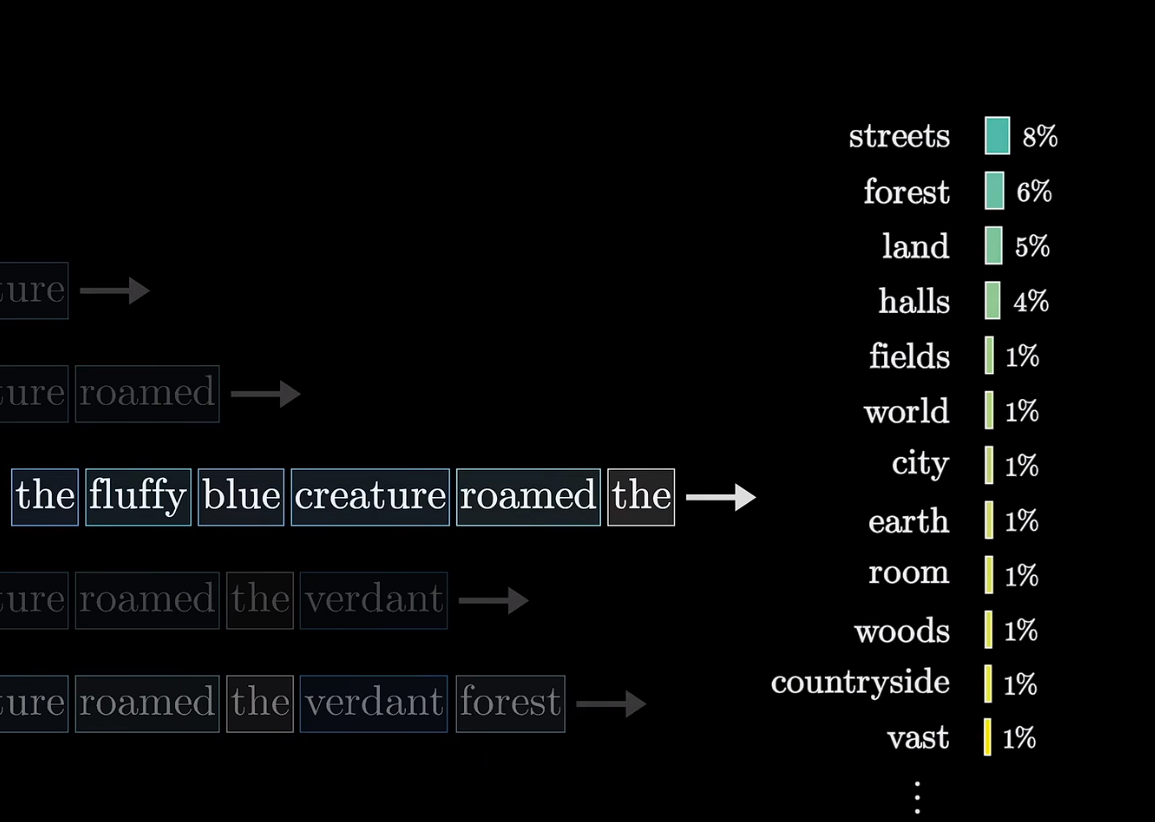 streets 8%
forest 6%
land 5%
ture
halls 4%
fields 1%
ture roamed
world 1%
city 1%
the fluffy blue creature roamed the
earth 1%
room 1%
ture roamed the verdant
woods 1%
countryside 1%
ture roamed the verdant forest
vast 1%
⋮